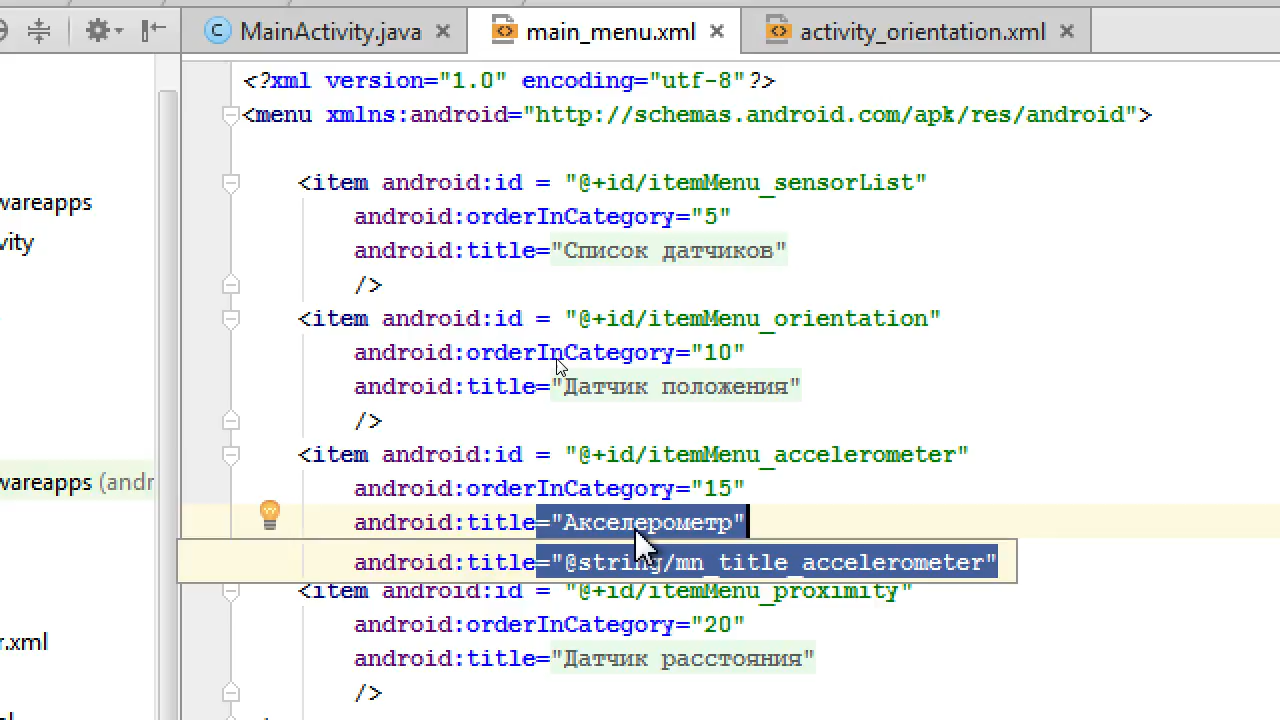 MainActivity.java
main_menu.xml
activity_orientation.xml
<?xml version="1.0" encoding="utf-8"?>
<menu xmlns:android="http://schemas.android.com/apk/res/android">
<item android:id = "@+id/itemMenu_sensorList"
wareapps
android:orderInCategory="5"
vity
android:title="Список датчиков"
/>
<item android:id = "@+id/itemMenu_orientation"
android:orderInCategory="10"
android:title="Датчик положения"
/>
<item android:id = "@+id/itemMenu_accelerometer"
wareapps (andr
android:orderInCategory="15"
android:title="Акселерометр"
android:title="@string/mn_title_accelerometer"
<item android:id = "@+id/itemMenu_proximity"
android:orderInCategory="20"
r.xml
android:title="Датчик расстояния"
/>